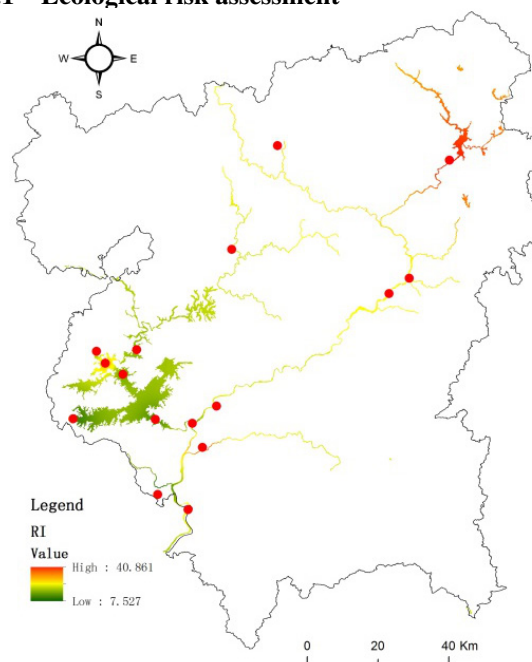 Ecological risk assessment
N
W E
S
Legend
RI
Value
High : 40.861
Low : 7.527
0 20 40 Km